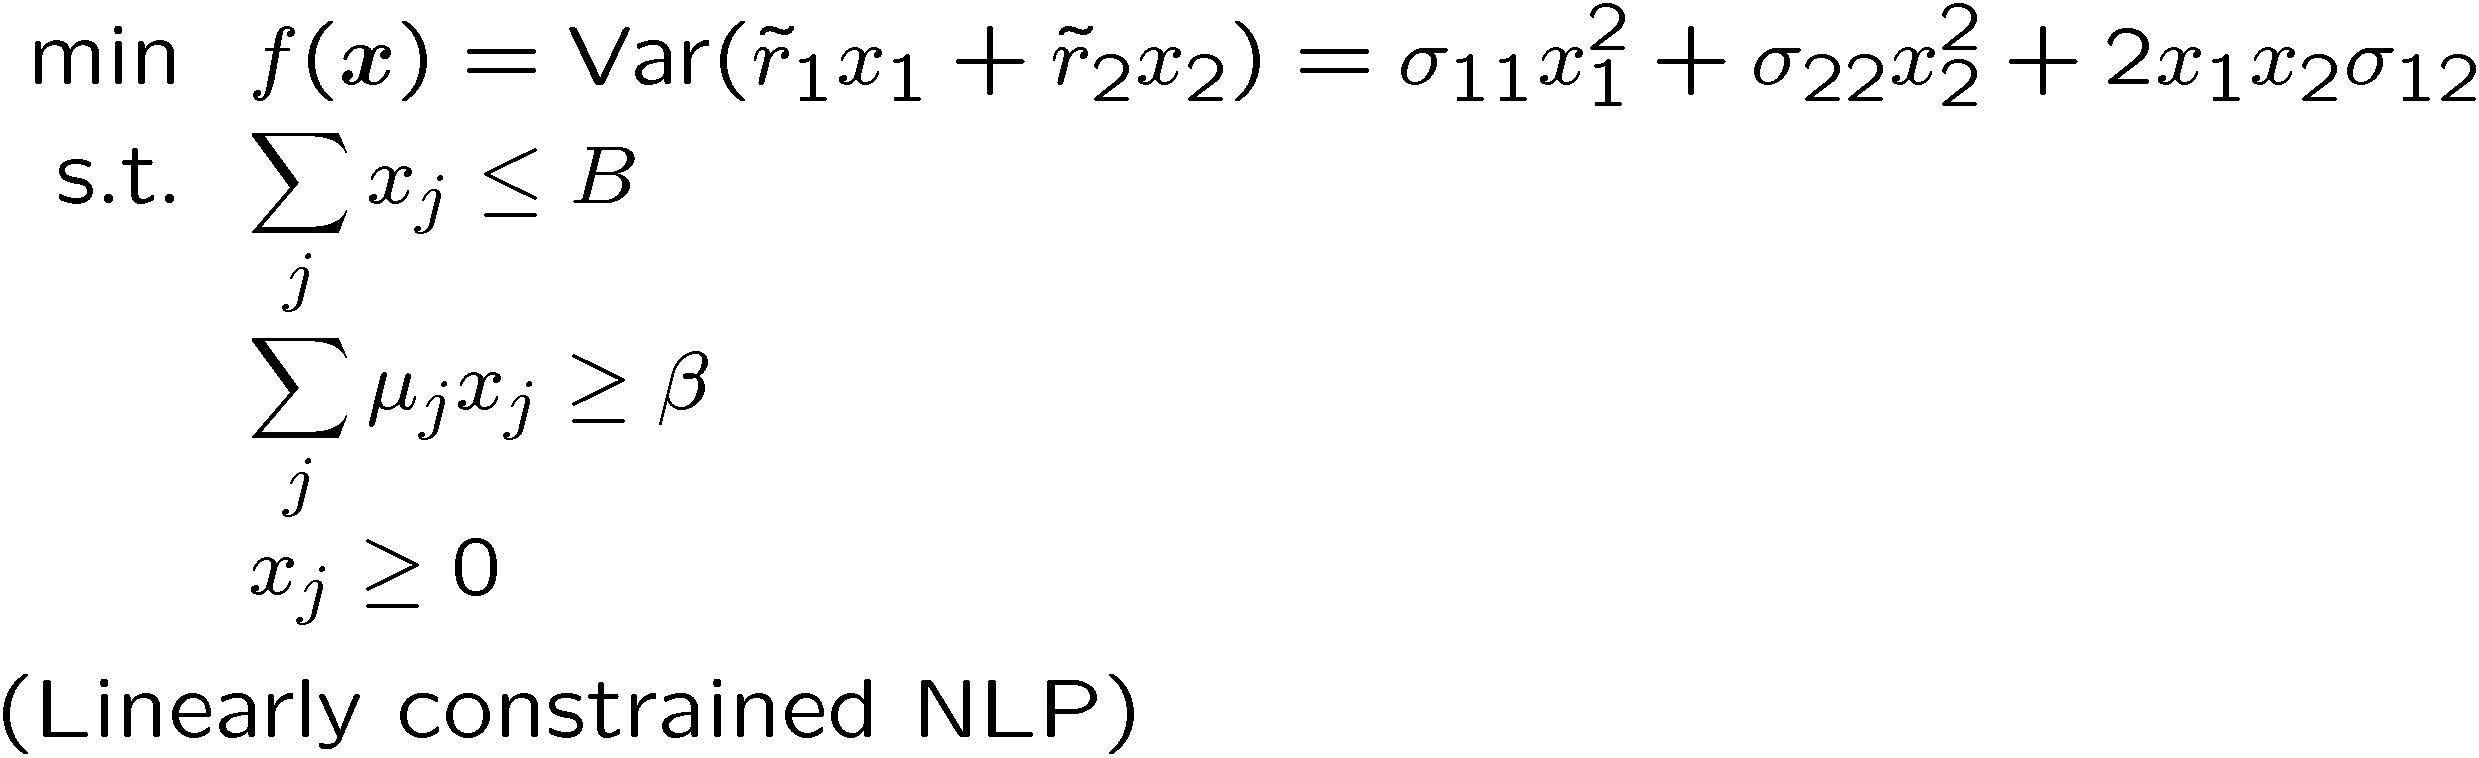 min f(x) = Var(r̃₁x₁ + r̃₂x₂) = σ₁₁x₁² + σ₂₂x₂² + 2x₁x₂σ₁₂
s.t. ∑ⱼ xⱼ ≤ B
∑ⱼ μⱼxⱼ ≥ β
xⱼ ≥ 0
(Linearly constrained NLP)